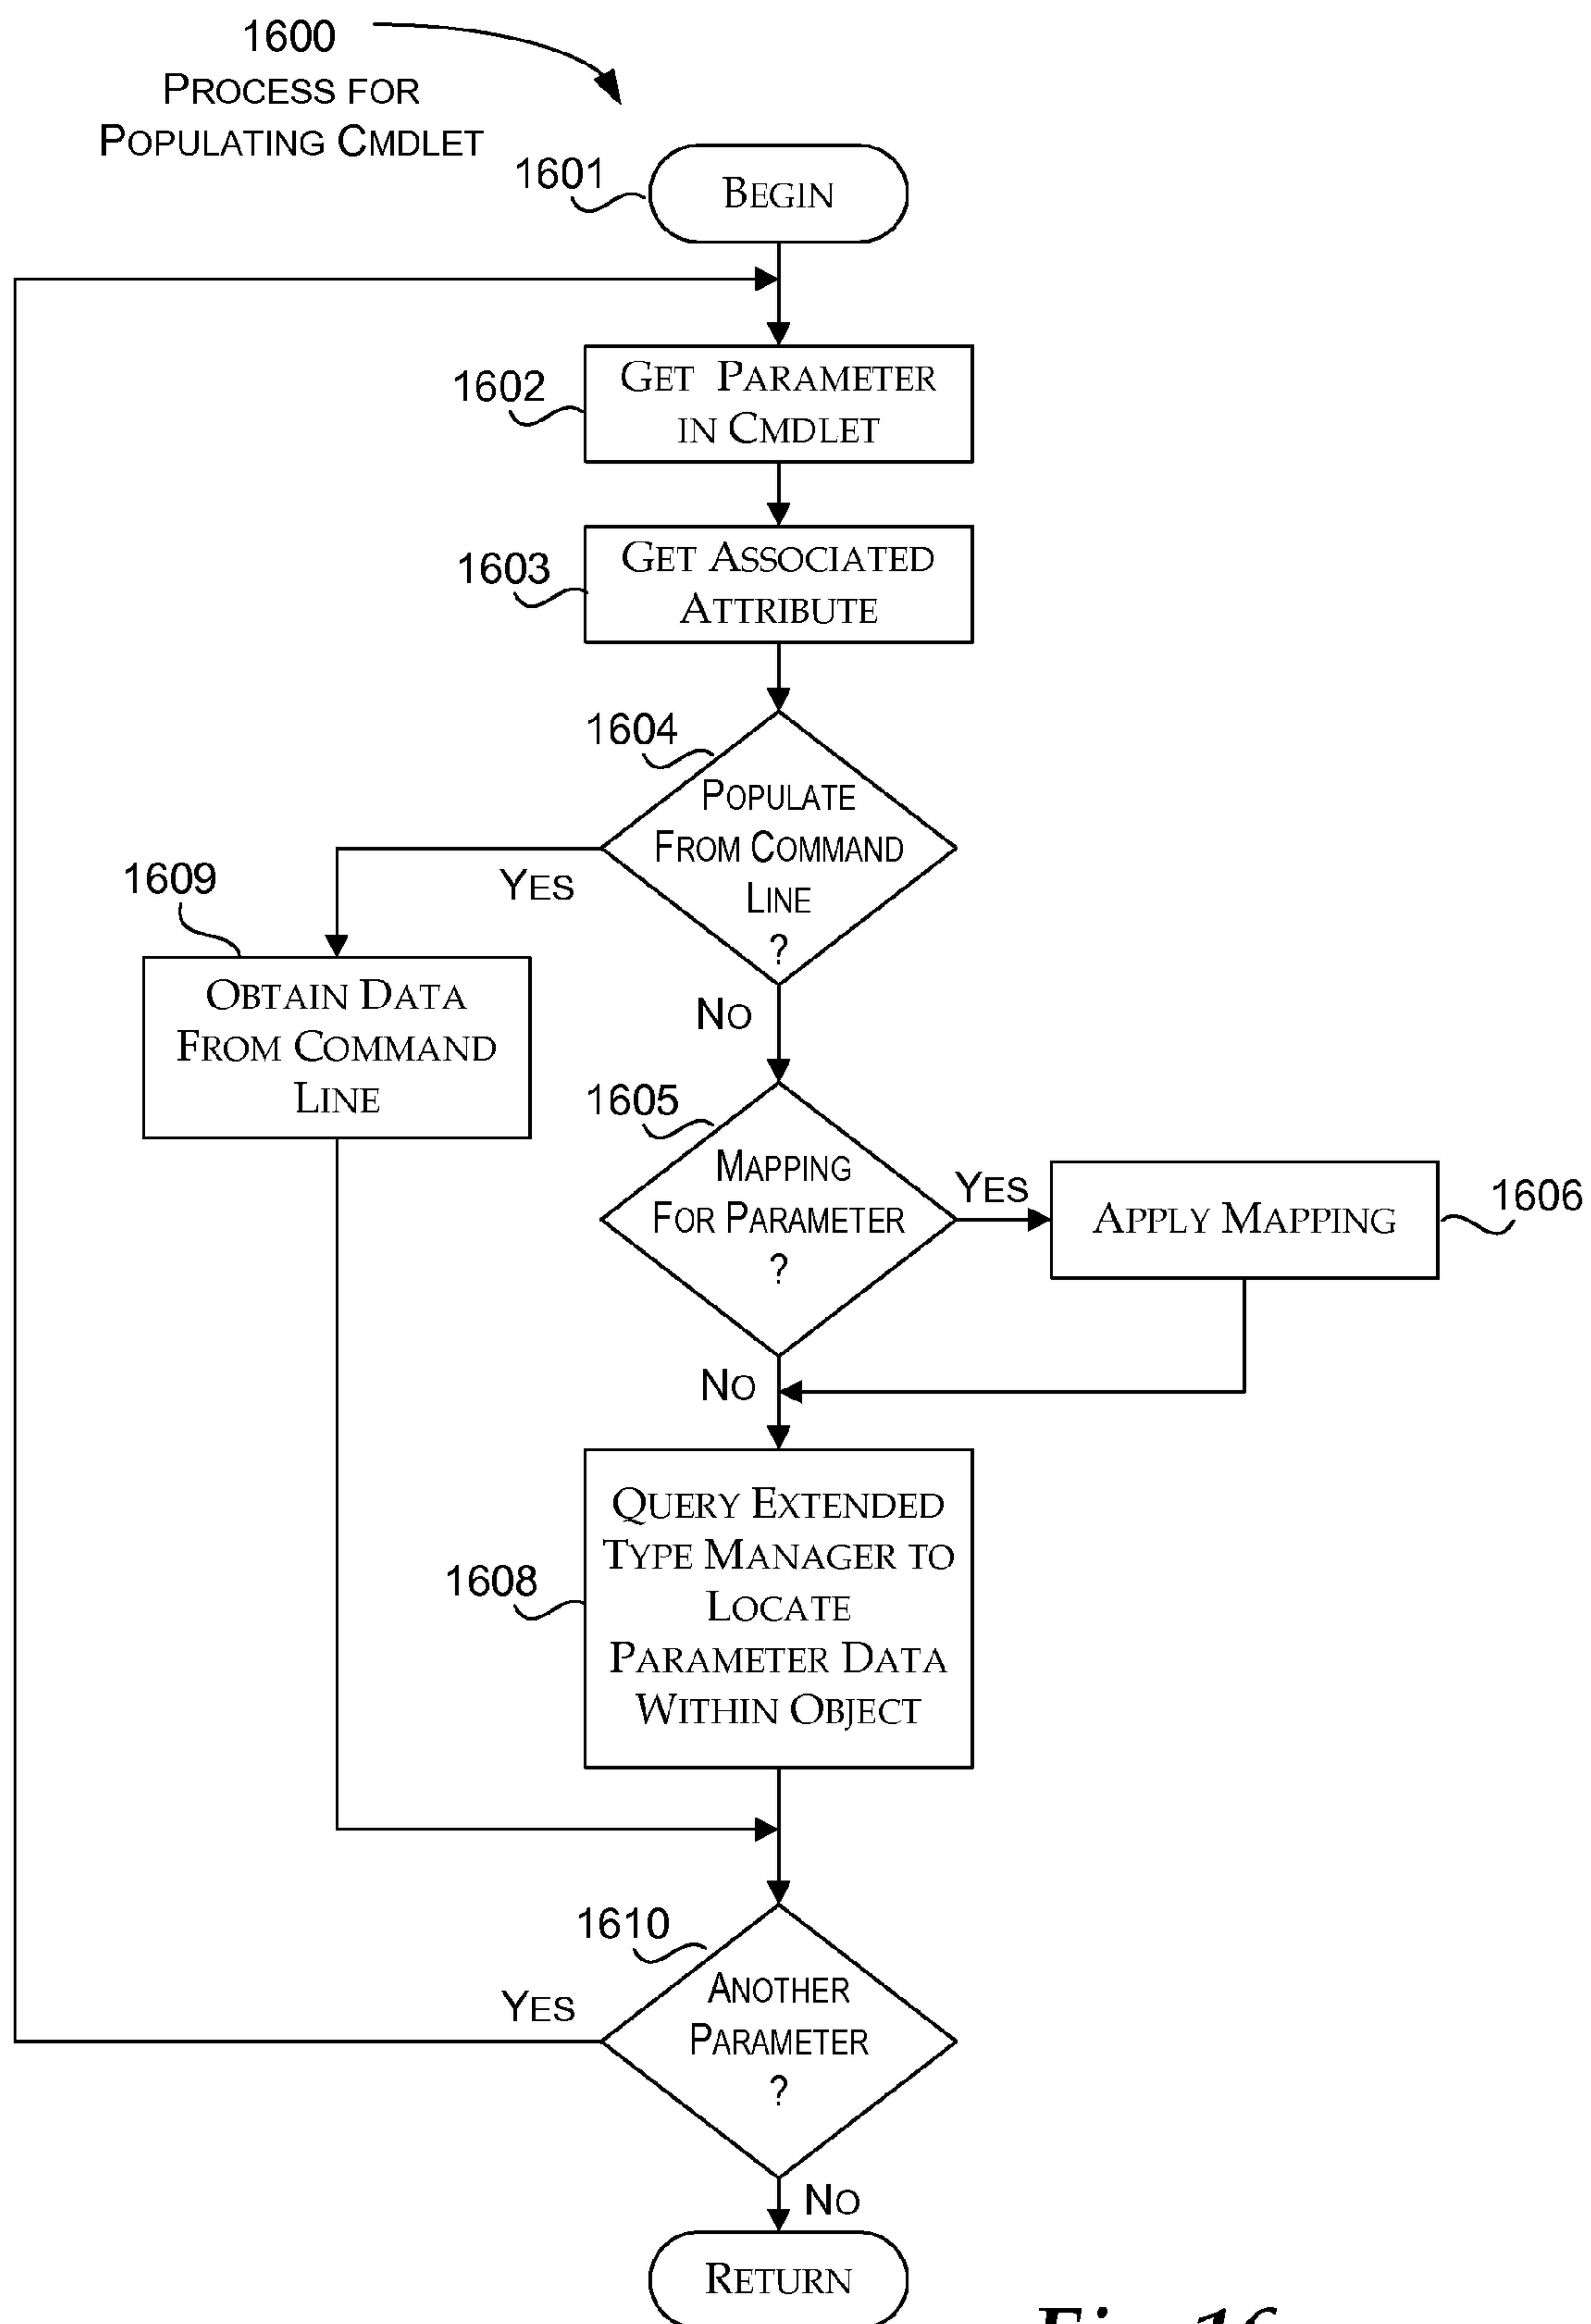 1600
PROCESS FOR
POPULATING CMDLET
1601
BEGIN
1602
GET PARAMETER
IN CMDLET
1603
GET ASSOCIATED
ATTRIBUTE
1604
POPULATE
FROM COMMAND
LINE
?
YES
1609
OBTAIN DATA
FROM COMMAND
LINE
NO
1605
MAPPING
FOR PARAMETER
?
YES
APPLY MAPPING
1606
NO
1608
QUERY EXTENDED
TYPE MANAGER TO
LOCATE
PARAMETER DATA
WITHIN OBJECT
1610
ANOTHER
PARAMETER
?
YES
NO
RETURN